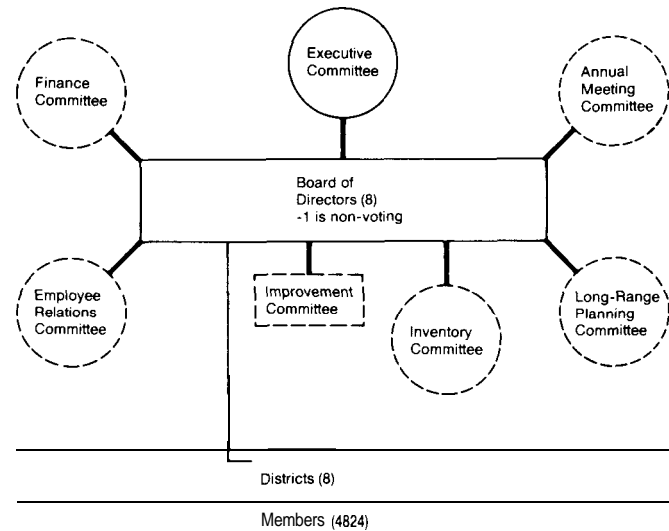 Executive
Committee
Finance
Committee
Annual
Meeting
Committee
Board of
Directors (8)
-1 is non-voting
Employee
Relations
Committee
Improvement
Committee
Inventory
Committee
Long-Range
Planning
Committee
Districts (8)
Members (4824)